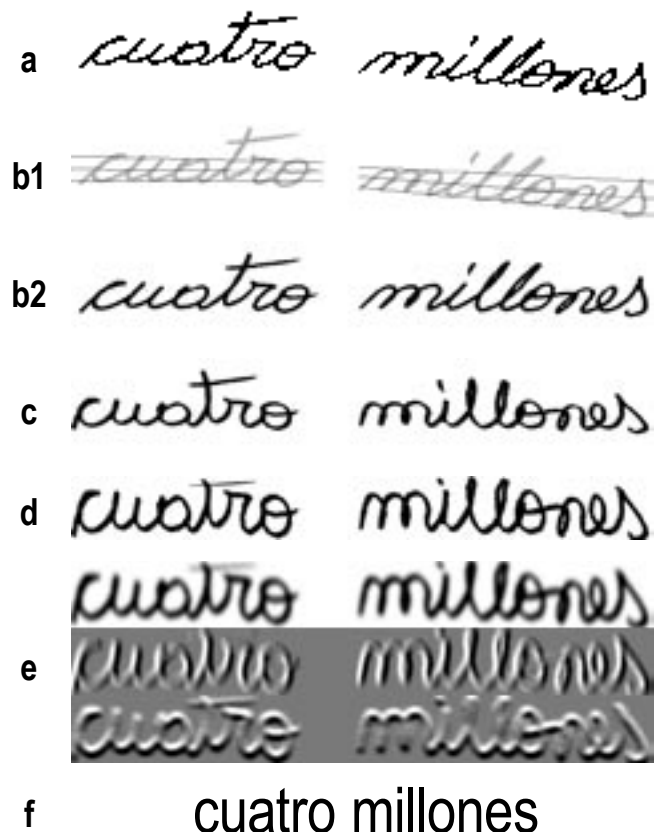 a cuatro millones
b1 cuatro millones
b2 cuatro millones
c cuatro millones
d cuatro millones
cuatro millones
e cuatro millones
cuatro millones
f cuatro millones